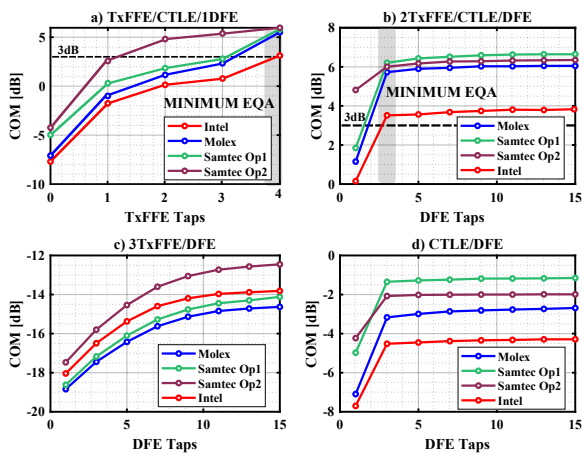 a) TxFFE/CTLE/1DFE
COM [dB]
5
0
-5
-10
3dB
MINIMUM EQA
Intel
Molex
Samtec Op1
Samtec Op2
0
1
2
3
4
TxFFE Taps
b) 2TxFFE/CTLE/DFE
COM [dB]
8
6
4
2
0
MINIMUM EQA
3dB
Molex
Samtec Op1
Samtec Op2
Intel
0
5
10
15
DFE Taps
c) 3TxFFE/DFE
COM [dB]
-12
-14
-16
-18
-20
Molex
Samtec Op1
Samtec Op2
Intel
0
5
10
15
DFE Taps
d) CTLE/DFE
COM [dB]
0
-2
-4
-6
-8
Molex
Samtec Op1
Samtec Op2
Intel
0
5
10
15
DFE Taps